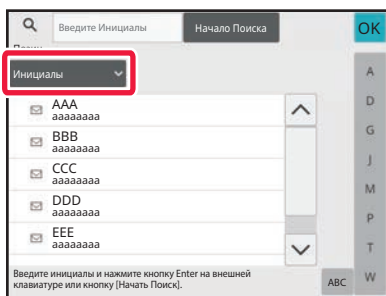 Введите Инициалы
Начало Поиска
OK
Инициалы
AAA
aaaaaaaa
BBB
aaaaaaaa
CCC
aaaaaaaa
DDD
aaaaaaaa
EEE
aaaaaaaa
A
D
G
J
M
P
T
W
Введите инициалы и нажмите кнопку Enter на внешней
клавиатуре или кнопку [Начать Поиск].
ABC